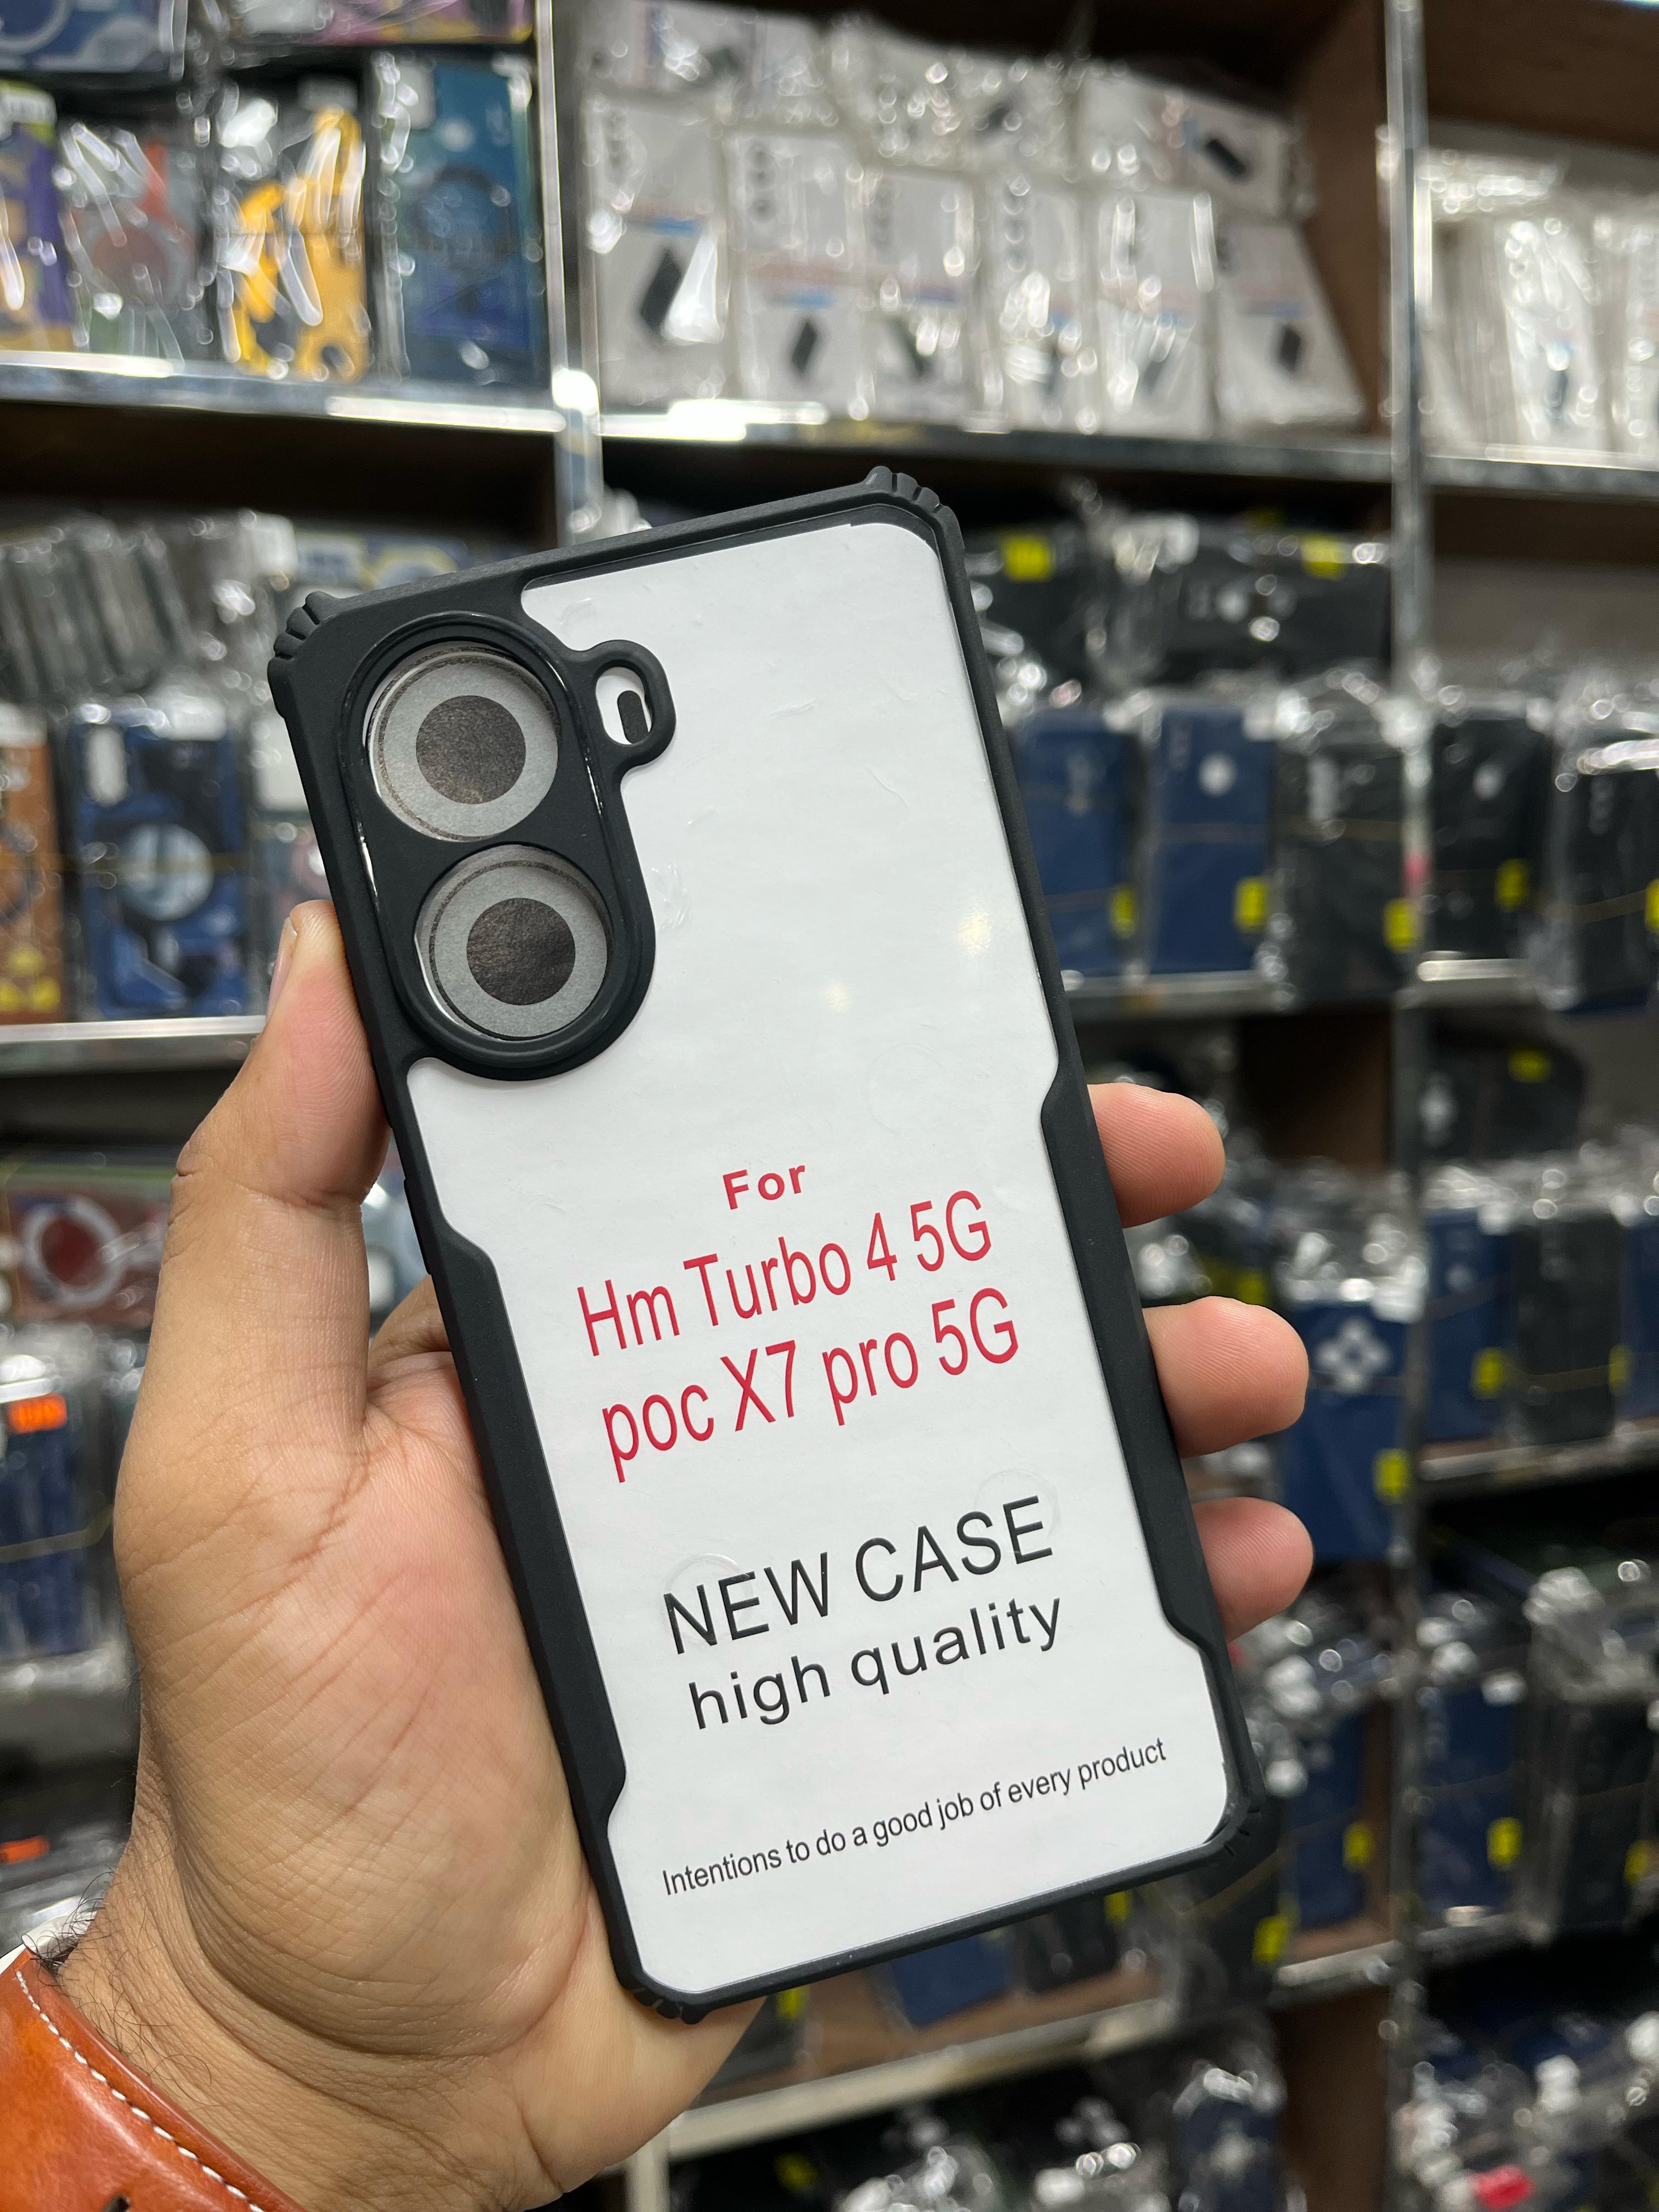 For
Hm Turbo 4 5G
poc X7 pro 5G
NEW CASE
high quality
Intentions to do a good job of every product